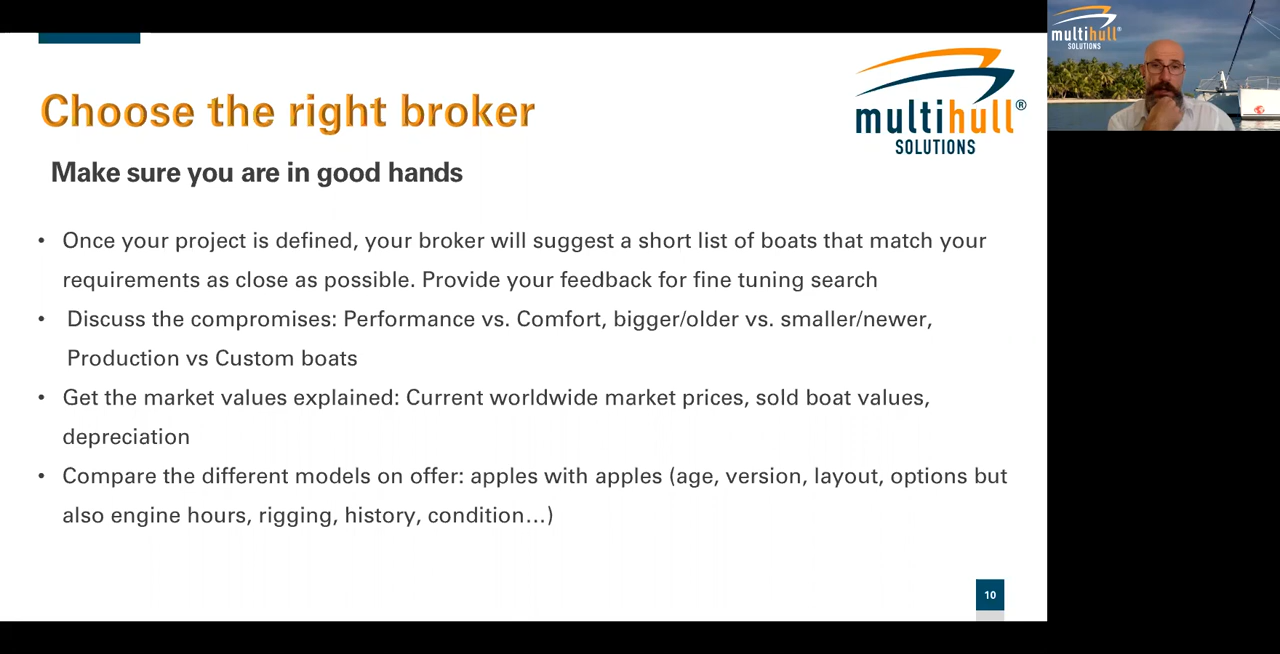 Choose the right broker
multihull®
SOLUTIONS
Make sure you are in good hands
• Once your project is defined, your broker will suggest a short list of boats that match your
requirements as close as possible. Provide your feedback for fine tuning search
• Discuss the compromises: Performance vs. Comfort, bigger/older vs. smaller/newer,
Production vs Custom boats
• Get the market values explained: Current worldwide market prices, sold boat values,
depreciation
• Compare the different models on offer: apples with apples (age, version, layout, options but
also engine hours, rigging, history, condition…)
10
multihull®
SOLUTIONS